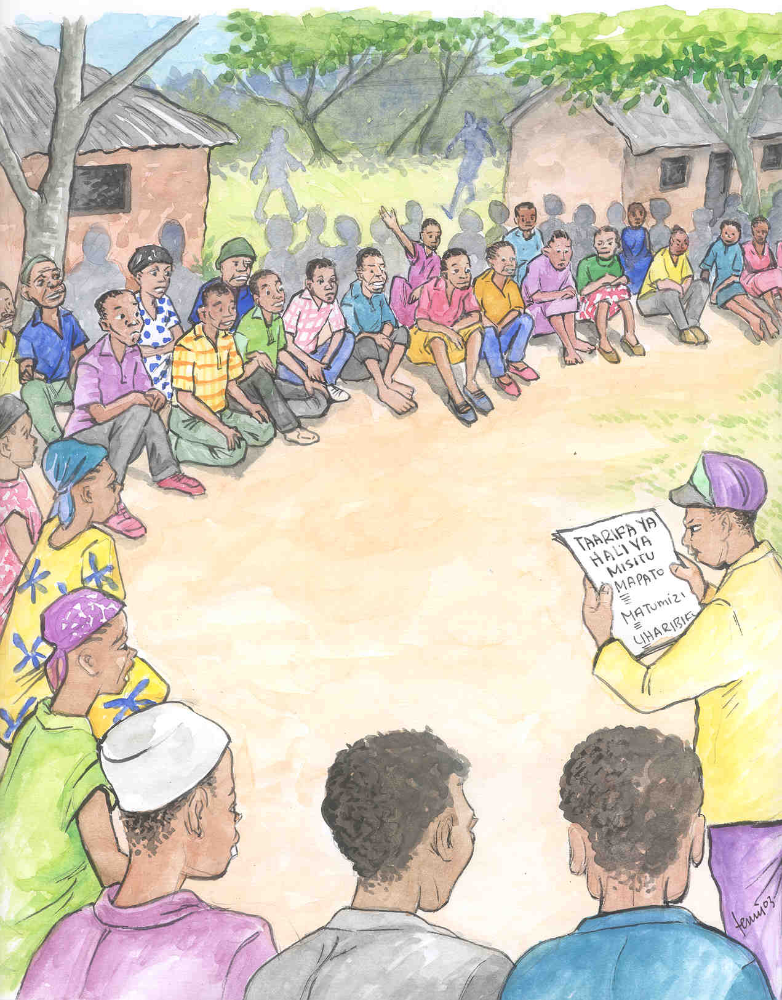 TAARIFA YA
HALI YA
MISITU
MAPATO
MATUMIZI
UHARIBIFU